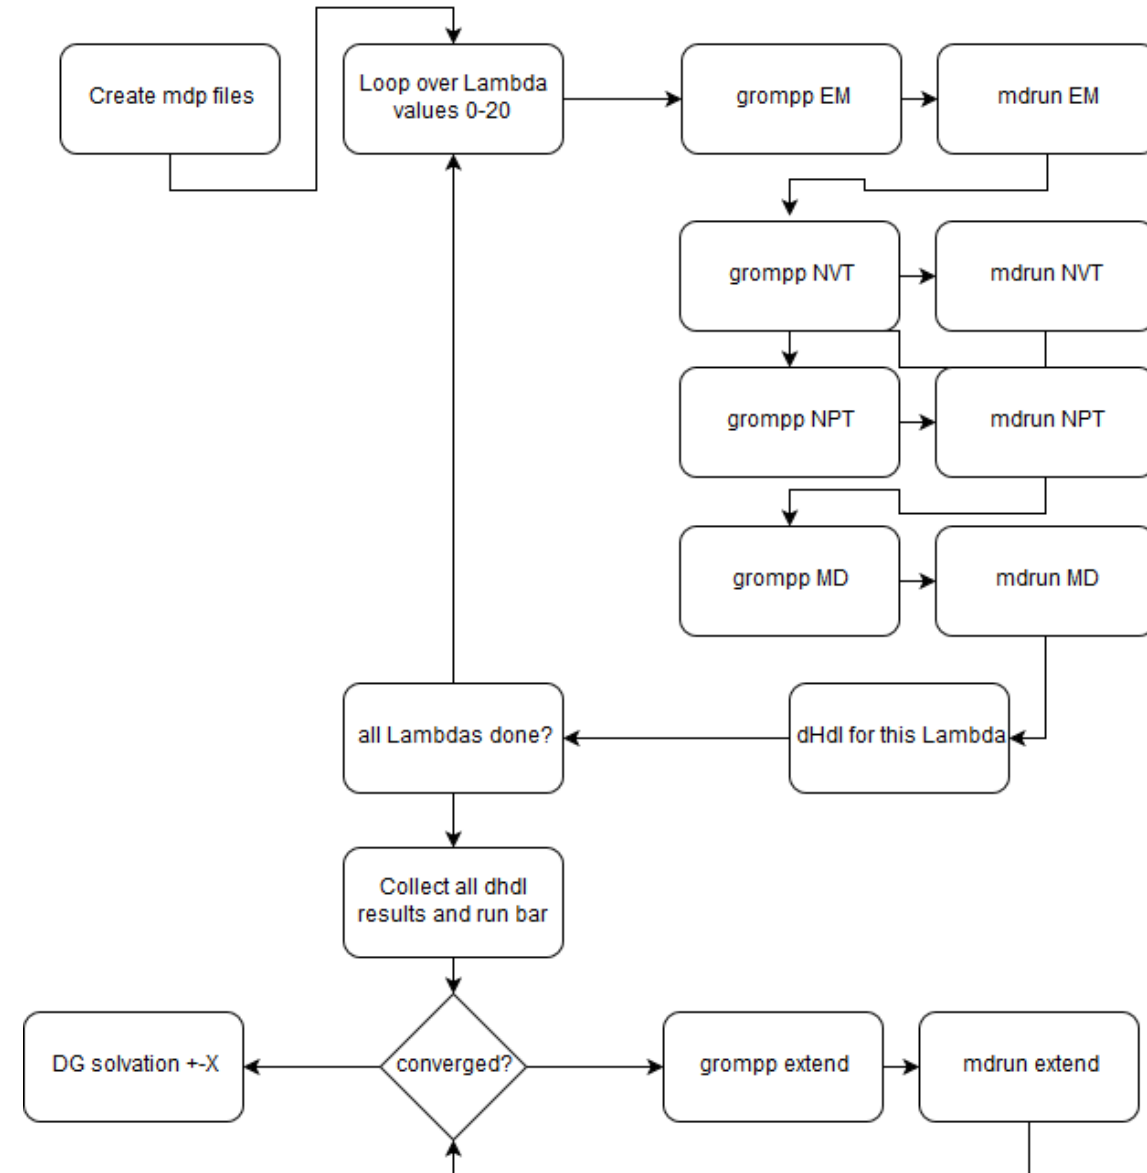 Create mdp files
Loop over Lambda
values 0-20
grompp EM
mdrun EM
grompp NVT
mdrun NVT
grompp NPT
mdrun NPT
grompp MD
mdrun MD
all Lambdas done?
dHdl for this Lambda
Collect all dhdl
results and run bar
DG solvation +-X
converged?
grompp extend
mdrun extend